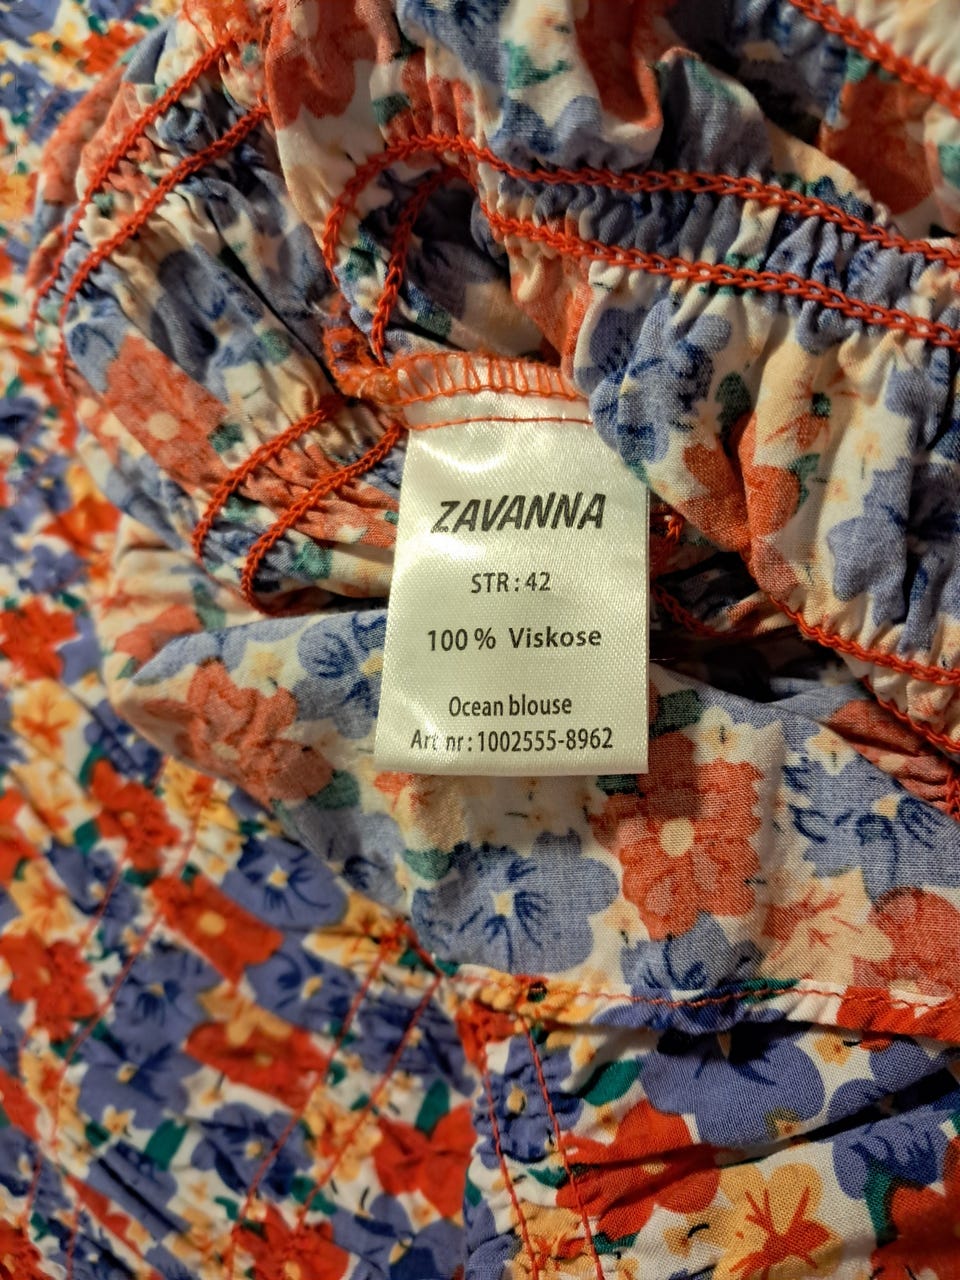 ZAVANNA
STR: 42
100% Viskose
Ocean blouse
Art nr: 1002555-8962